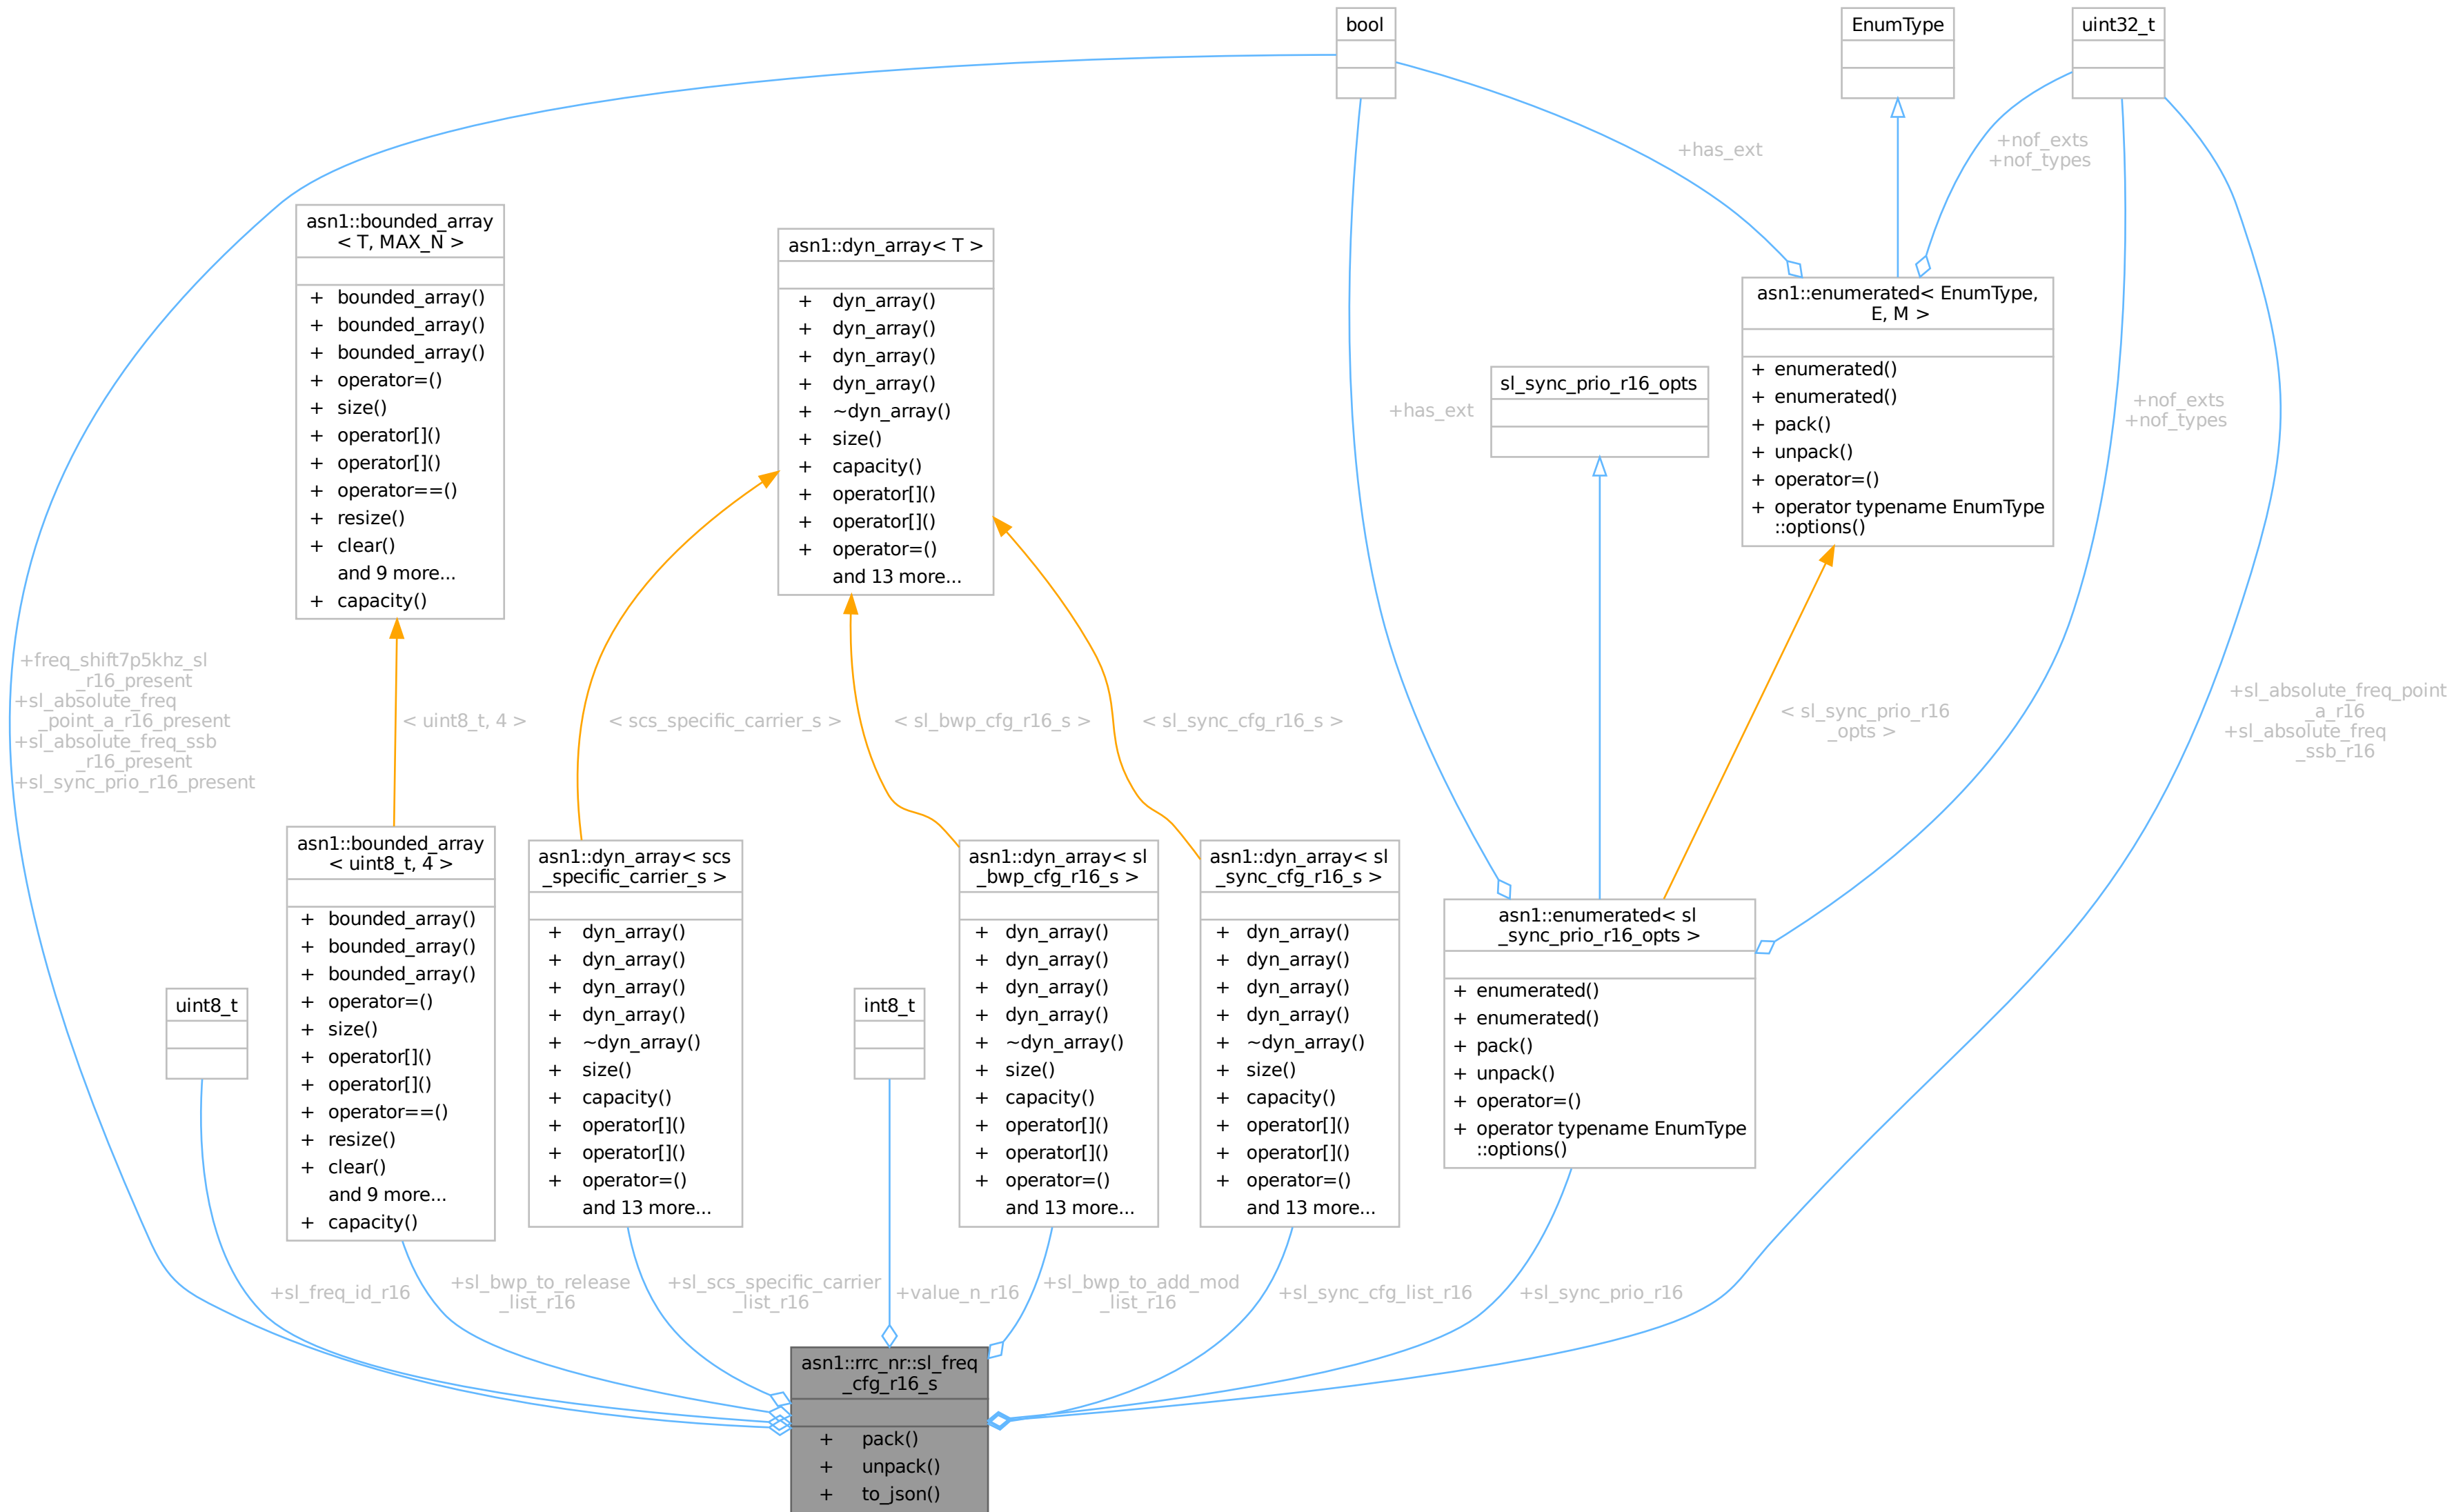 bool
EnumType
uint32_t
+has_ext
+nof_exts
+nof_types
asn1::bounded_array
< T, MAX_N >
+ bounded_array()
+ bounded_array()
+ bounded_array()
+ operator=()
+ size()
+ operator[]()
+ operator[]()
+ operator==()
+ resize()
+ clear()
and 9 more...
+ capacity()
asn1::dyn_array< T >
+ dyn_array()
+ dyn_array()
+ dyn_array()
+ dyn_array()
+ ~dyn_array()
+ size()
+ capacity()
+ operator[]()
+ operator[]()
+ operator=()
and 13 more...
asn1::enumerated< EnumType,
E, M >
+ enumerated()
+ enumerated()
+ pack()
+ unpack()
+ operator=()
+ operator typename EnumType
::options()
sl_sync_prio_r16_opts
+has_ext
+nof_exts
+nof_types
+freq_shift7p5khz_sl
_r16_present
+sl_absolute_freq
_point_a_r16_present
+sl_absolute_freq_ssb
_r16_present
+sl_sync_prio_r16_present
< uint8_t, 4 >
< scs_specific_carrier_s >
< sl_bwp_cfg_r16_s >
< sl_sync_cfg_r16_s >
< sl_sync_prio_r16
_opts >
+sl_absolute_freq_point
_a_r16
+sl_absolute_freq
_ssb_r16
uint8_t
asn1::bounded_array
< uint8_t, 4 >
+ bounded_array()
+ bounded_array()
+ bounded_array()
+ operator=()
+ size()
+ operator[]()
+ operator[]()
+ operator==()
+ resize()
+ clear()
and 9 more...
+ capacity()
asn1::dyn_array< scs
_specific_carrier_s >
+ dyn_array()
+ dyn_array()
+ dyn_array()
+ dyn_array()
+ ~dyn_array()
+ size()
+ capacity()
+ operator[]()
+ operator[]()
+ operator=()
and 13 more...
int8_t
asn1::dyn_array< sl
_bwp_cfg_r16_s >
+ dyn_array()
+ dyn_array()
+ dyn_array()
+ dyn_array()
+ ~dyn_array()
+ size()
+ capacity()
+ operator[]()
+ operator[]()
+ operator=()
and 13 more...
asn1::dyn_array< sl
_sync_cfg_r16_s >
+ dyn_array()
+ dyn_array()
+ dyn_array()
+ dyn_array()
+ ~dyn_array()
+ size()
+ capacity()
+ operator[]()
+ operator[]()
+ operator=()
and 13 more...
asn1::enumerated< sl
_sync_prio_r16_opts >
+ enumerated()
+ enumerated()
+ pack()
+ unpack()
+ operator=()
+ operator typename EnumType
::options()
+sl_freq_id_r16
+sl_bwp_to_release
_list_r16
+sl_scs_specific_carrier
_list_r16
+value_n_r16
+sl_bwp_to_add_mod
_list_r16
+sl_sync_cfg_list_r16
+sl_sync_prio_r16
asn1::rrc_nr::sl_freq
_cfg_r16_s
+ pack()
+ unpack()
+ to_json()